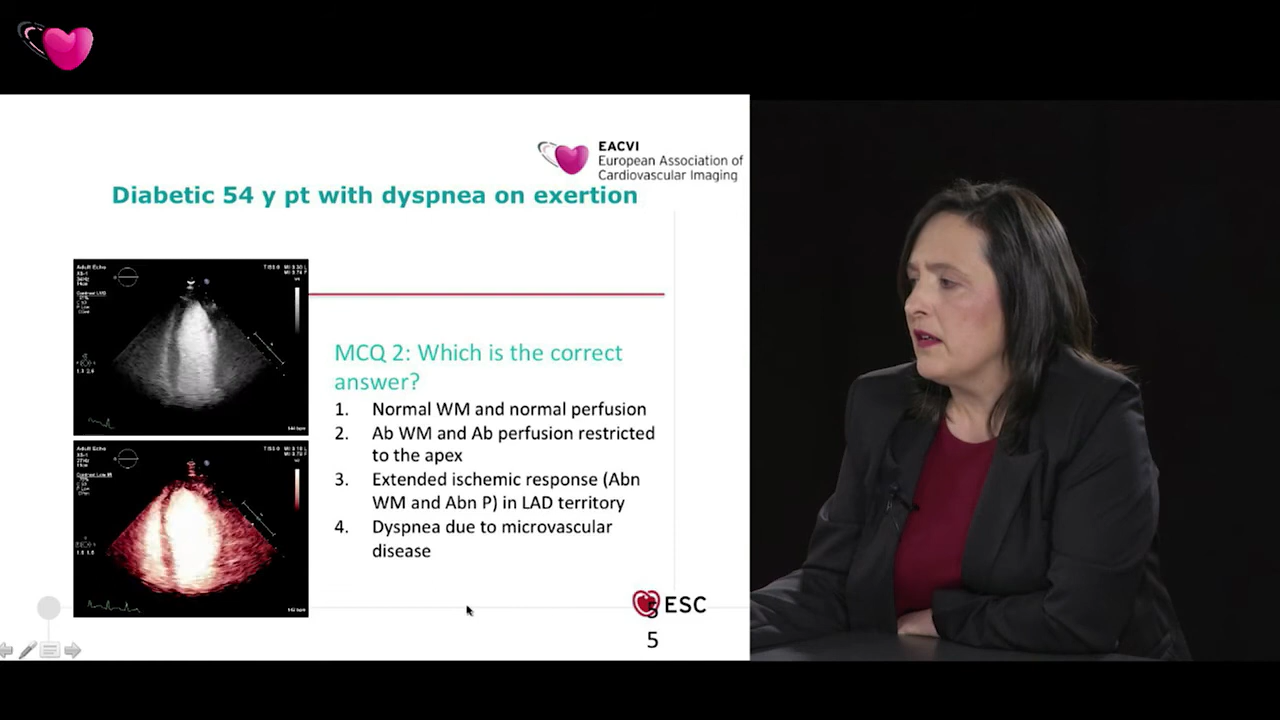 EACVI
European Association of
Cardiovascular Imaging
Diabetic 54 y pt with dyspnea on exertion
Adult Echo
MCQ 2: Which is the correct
answer?
1. Normal WM and normal perfusion
2. Ab WM and Ab perfusion restricted
to the apex
3. Extended ischemic response (Abn
WM and Abn P) in LAD territory
4. Dyspnea due to microvascular
disease
Adult Echo
ESC
5
5